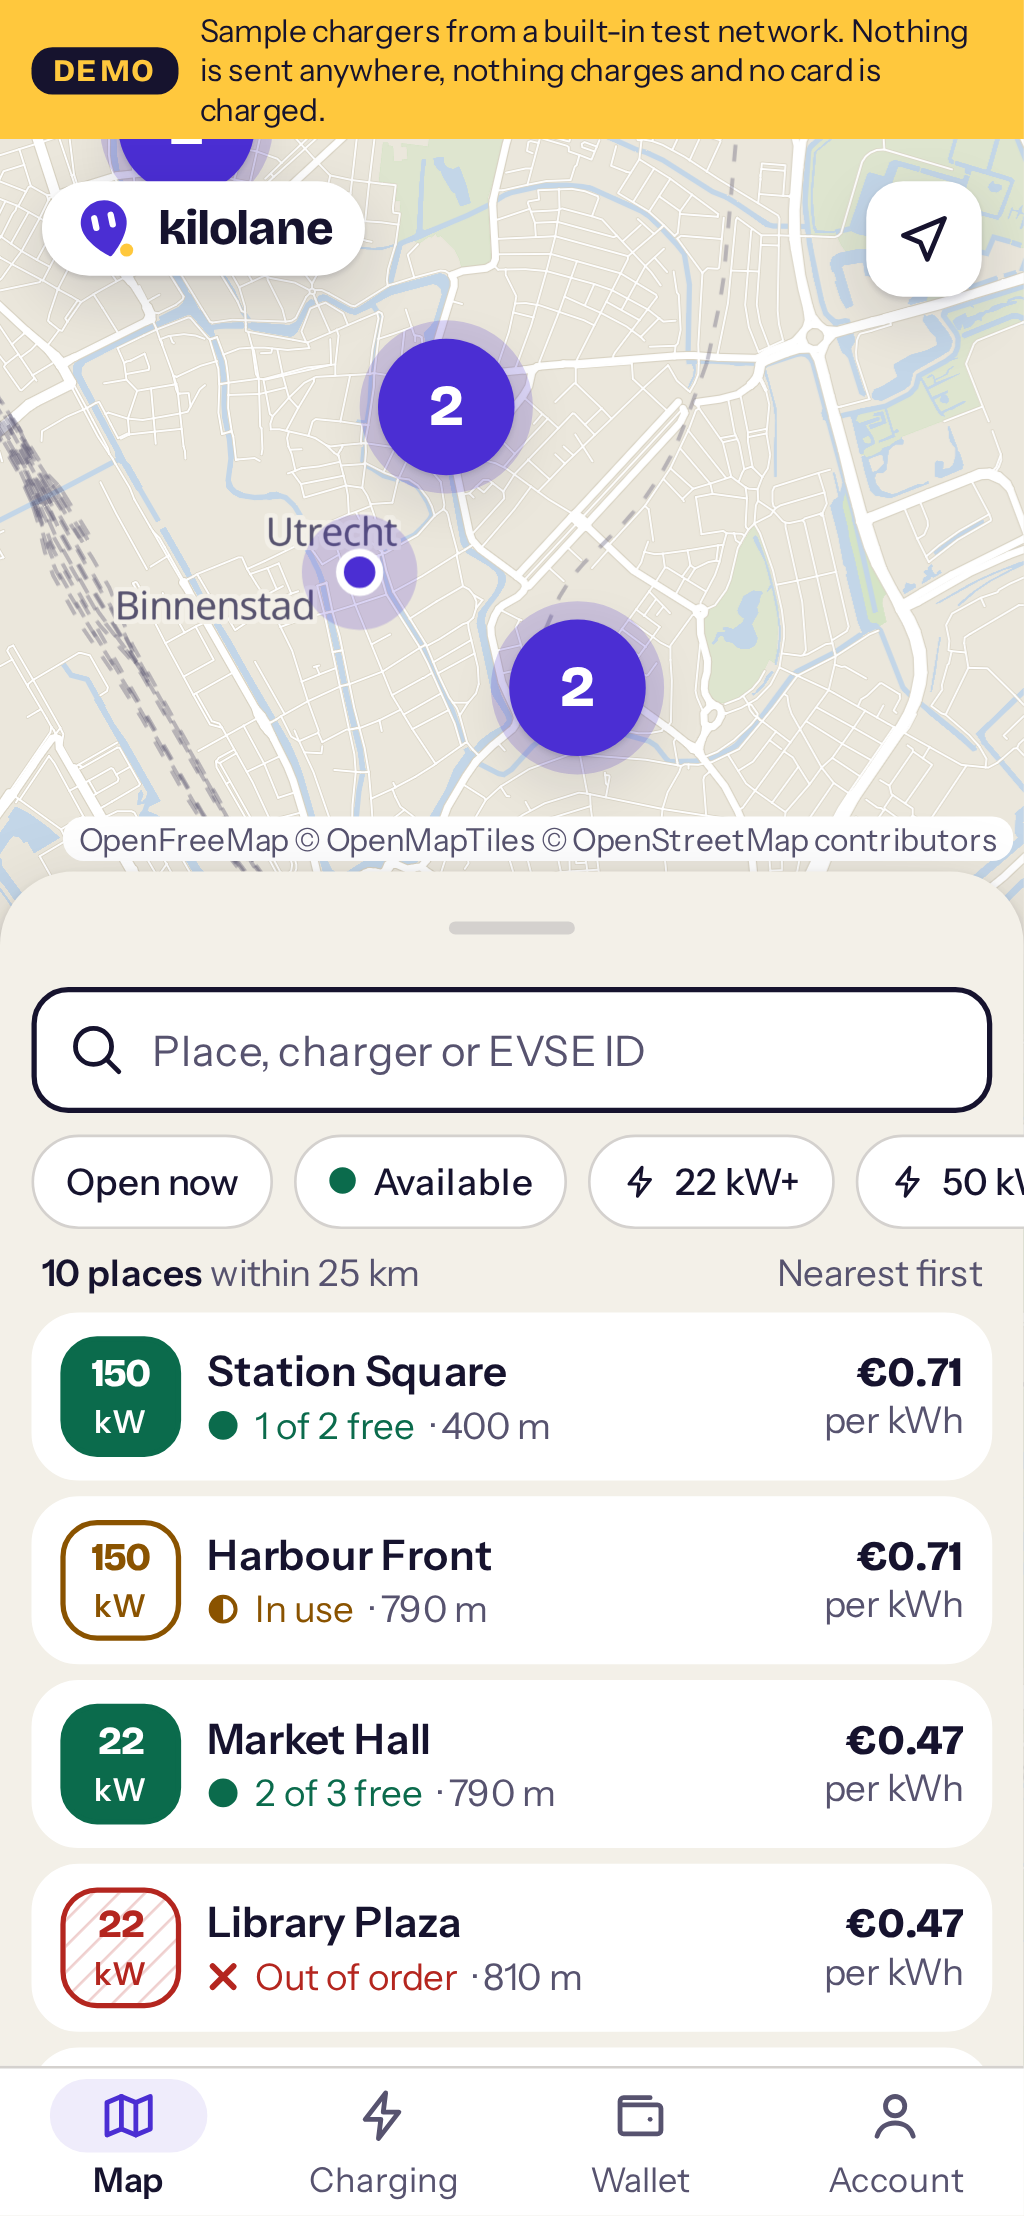 DEMO
Sample chargers from a built-in test network. Nothing
is sent anywhere, nothing charges and no card is
charged.
kilolane
2
Utrecht
Binnenstad
2
OpenFreeMap © OpenMapTiles © OpenStreetMap contributors
Place, charger or EVSE ID
Open now
Available
22 kW+
50 kW
10 places within 25 km
Nearest first
150
kW
Station Square
1 of 2 free · 400 m
€0.71
per kWh
150
kW
Harbour Front
In use · 790 m
€0.71
per kWh
22
kW
Market Hall
2 of 3 free · 790 m
€0.47
per kWh
22
kW
Library Plaza
Out of order · 810 m
€0.47
per kWh
Map
Charging
Wallet
Account